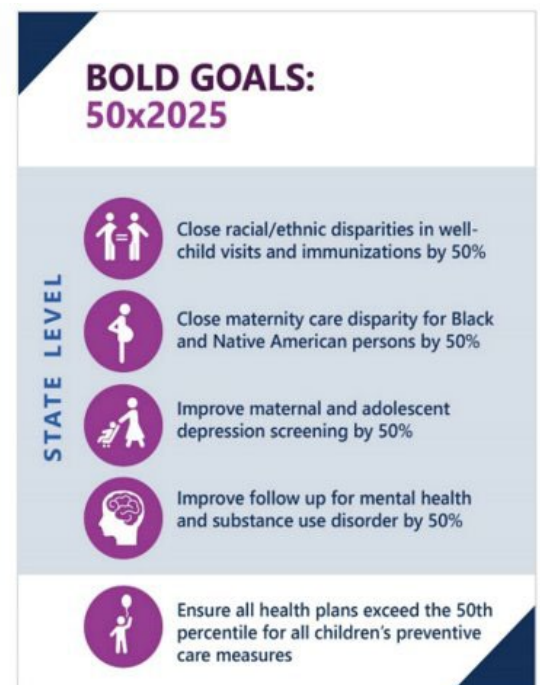 BOLD GOALS:
50x2025
STATE LEVEL
=
Close racial/ethnic disparities in well-
child visits and immunizations by 50%
Close maternity care disparity for Black
and Native American persons by 50%
Improve maternal and adolescent
depression screening by 50%
Improve follow up for mental health
and substance use disorder by 50%
Ensure all health plans exceed the 50th
percentile for all children’s preventive
care measures